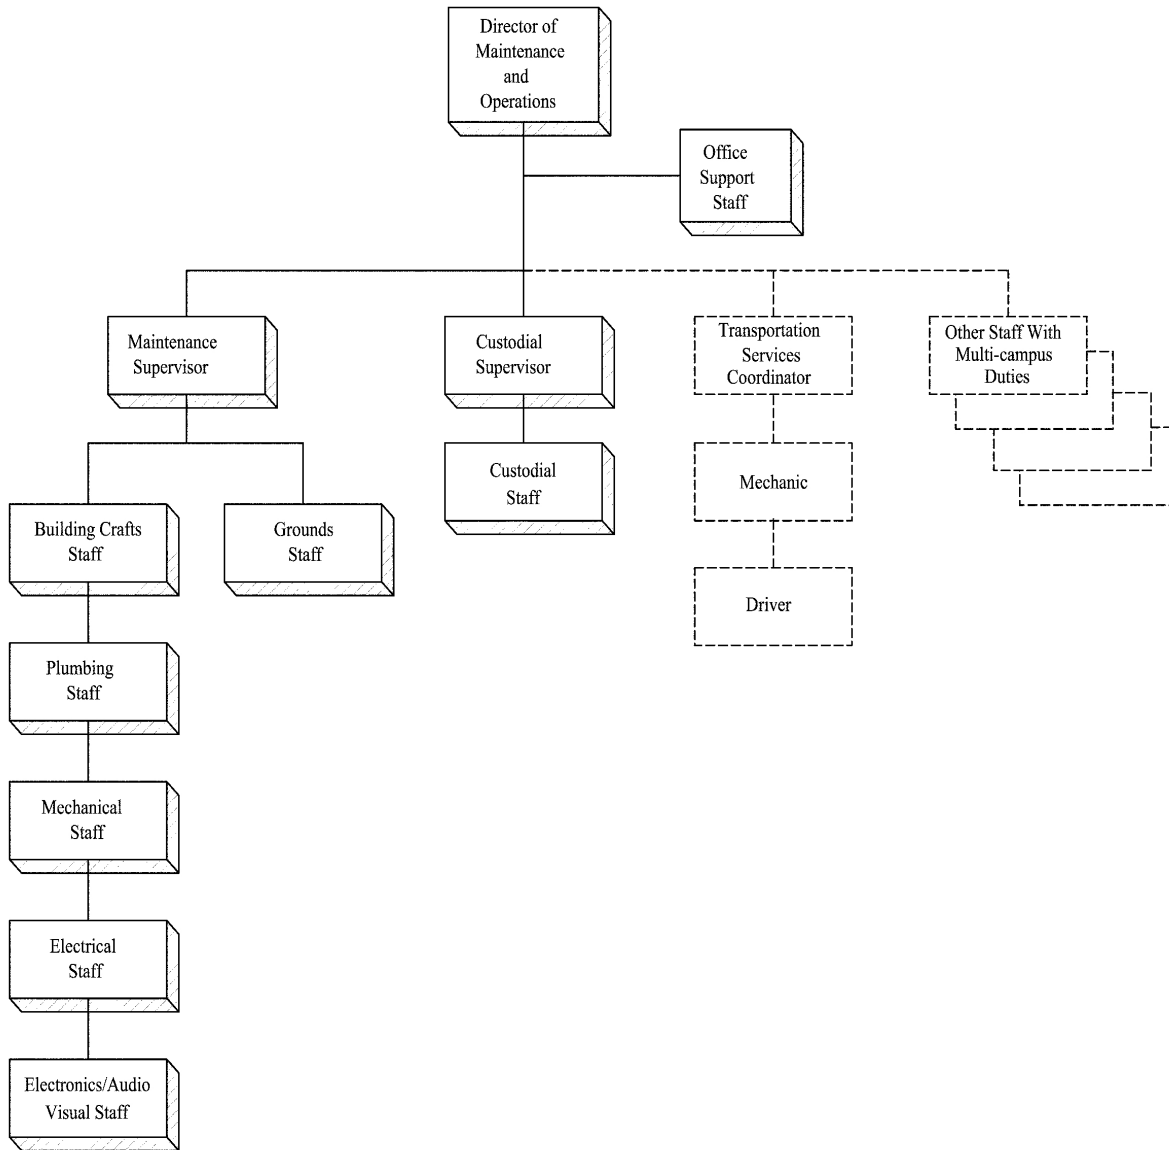 Director of
Maintenance
and
Operations
Office
Support
Staff
Maintenance
Supervisor
Custodial
Supervisor
Transportation
Services
Coordinator
Other Staff With
Multi-campus
Duties
Custodial
Staff
Mechanic
Building Crafts
Staff
Grounds
Staff
Driver
Plumbing
Staff
Mechanical
Staff
Electrical
Staff
Electronics/Audio
Visual Staff